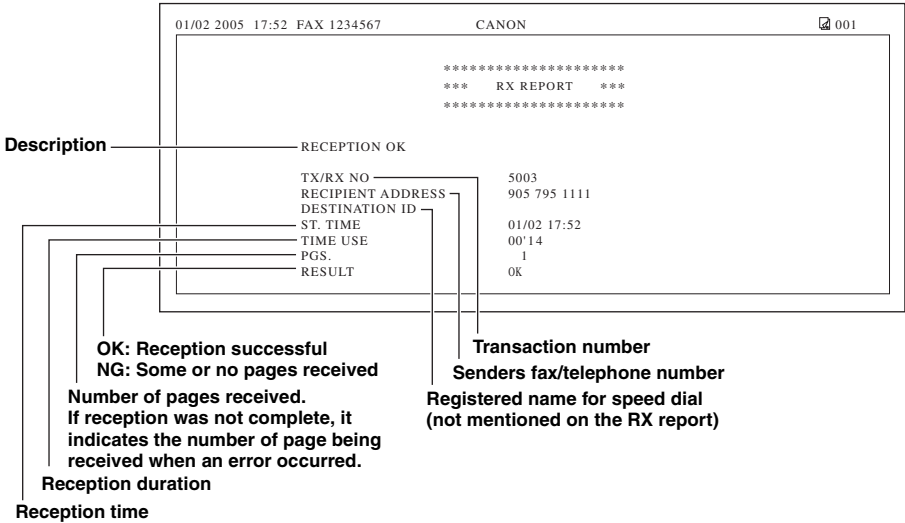 01/02 2005 17:52 FAX 1234567 CANON 001
*********************
*** RX REPORT ***
*********************
Description
RECEPTION OK
TX/RX NO 5003
RECIPIENT ADDRESS 905 795 1111
DESTINATION ID
ST. TIME 01/02 17:52
TIME USE 00'14
PGS. 1
RESULT OK
OK: Reception successful
NG: Some or no pages received
Number of pages received.
If reception was not complete, it
indicates the number of page being
received when an error occurred.
Reception duration
Reception time
Transaction number
Senders fax/telephone number
Registered name for speed dial
(not mentioned on the RX report)